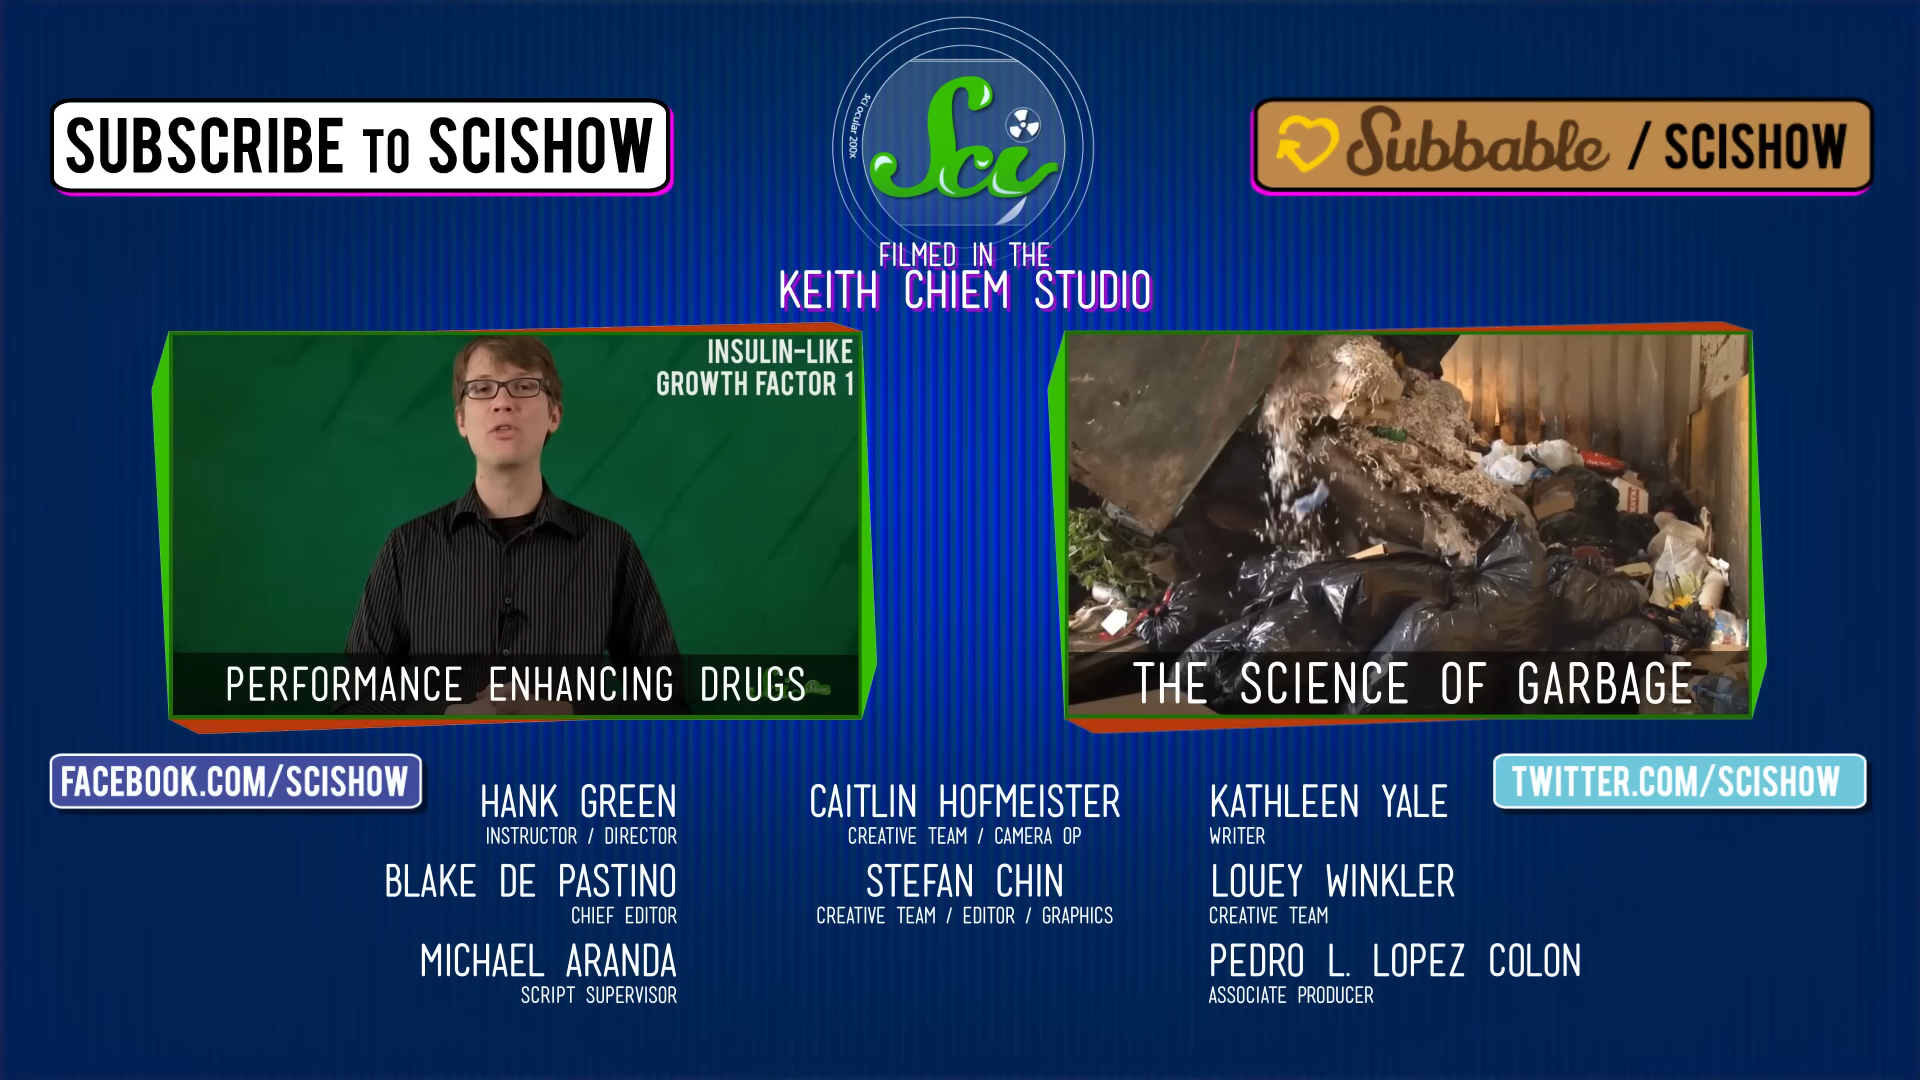 SUBSCRIBE TO SCISHOW
sci ocular 200x
Sci
Subbable / SCISHOW
FILMED IN THE
KEITH CHIEM STUDIO
INSULIN-LIKE
GROWTH FACTOR 1
PERFORMANCE ENHANCING DRUGS
THE SCIENCE OF GARBAGE
FACEBOOK.COM/SCISHOW
TWITTER.COM/SCISHOW
HANK GREEN
INSTRUCTOR / DIRECTOR
BLAKE DE PASTINO
CHIEF EDITOR
MICHAEL ARANDA
SCRIPT SUPERVISOR
CAITLIN HOFMEISTER
CREATIVE TEAM / CAMERA OP
STEFAN CHIN
CREATIVE TEAM / EDITOR / GRAPHICS
KATHLEEN YALE
WRITER
LOUEY WINKLER
CREATIVE TEAM
PEDRO L. LOPEZ COLON
ASSOCIATE PRODUCER